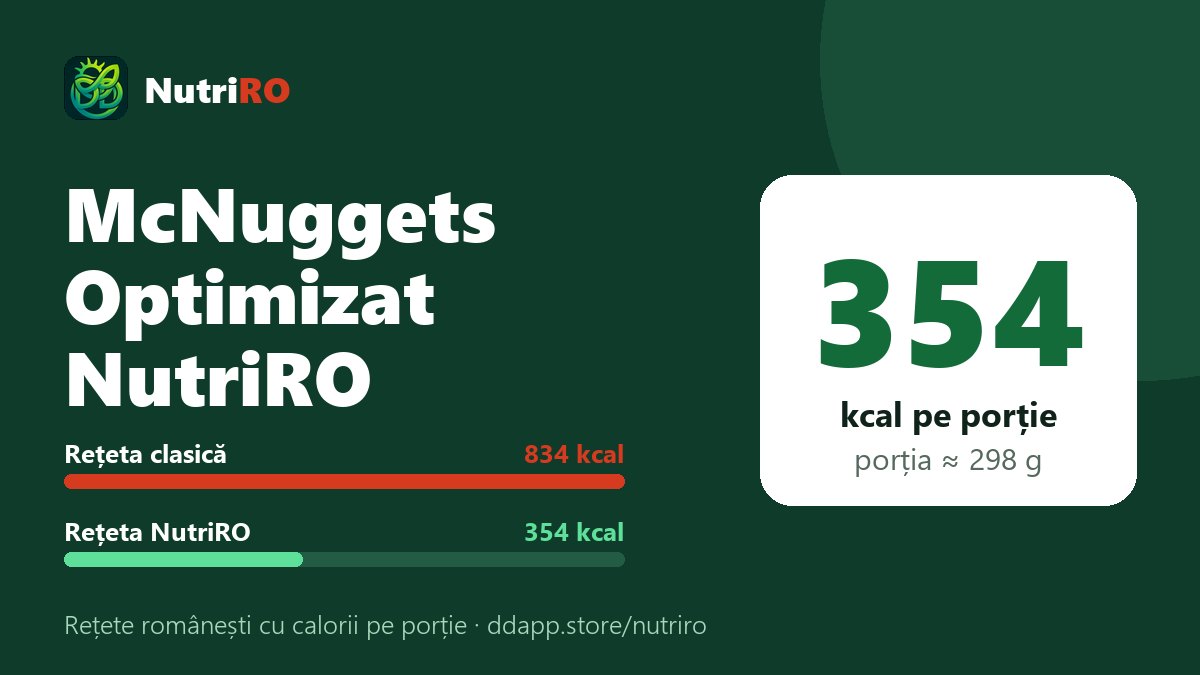 NutriRO
McNuggets
Optimizat
NutriRO
Rețeta clasică 834 kcal
Rețeta NutriRO 354 kcal
354
kcal pe porție
porția ≈ 298 g
Rețete românești cu calorii pe porție · ddapp.store/nutriro